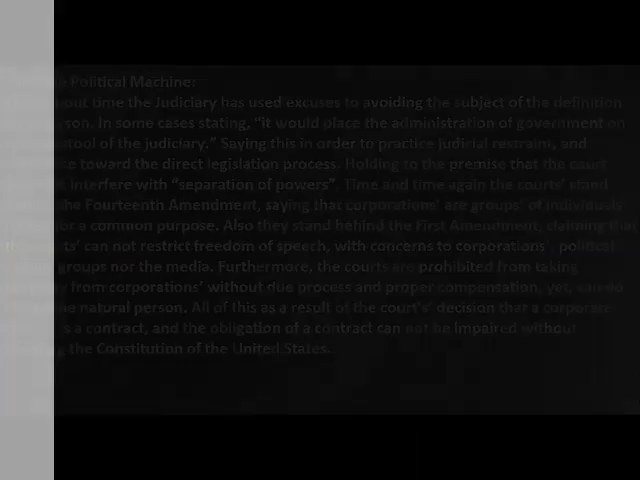 Political Machine:
time the Judiciary has used excuses to avoiding the subject of the definition
In some cases stating, “it would place the administration of government on
of the judiciary.” Saying this in order to practice judicial restraint, and
toward the direct legislation process. Holding to the premise that the court
interfere with “separation of powers”. Time and time again the courts’ stand
the Fourteenth Amendment, saying that corporations’ are groups’ of individuals
for a common purpose. Also they stand behind the First Amendment, claiming that
can not restrict freedom of speech, with concerns to corporations’, political
groups nor the media. Furthermore, the courts are prohibited from taking
from corporations’ without due process and proper compensation, yet, can do
natural person. All of this as a result of the court’s’ decision that a corporate
is a contract, and the obligation of a contract can not be impaired without
the Constitution of the United States.